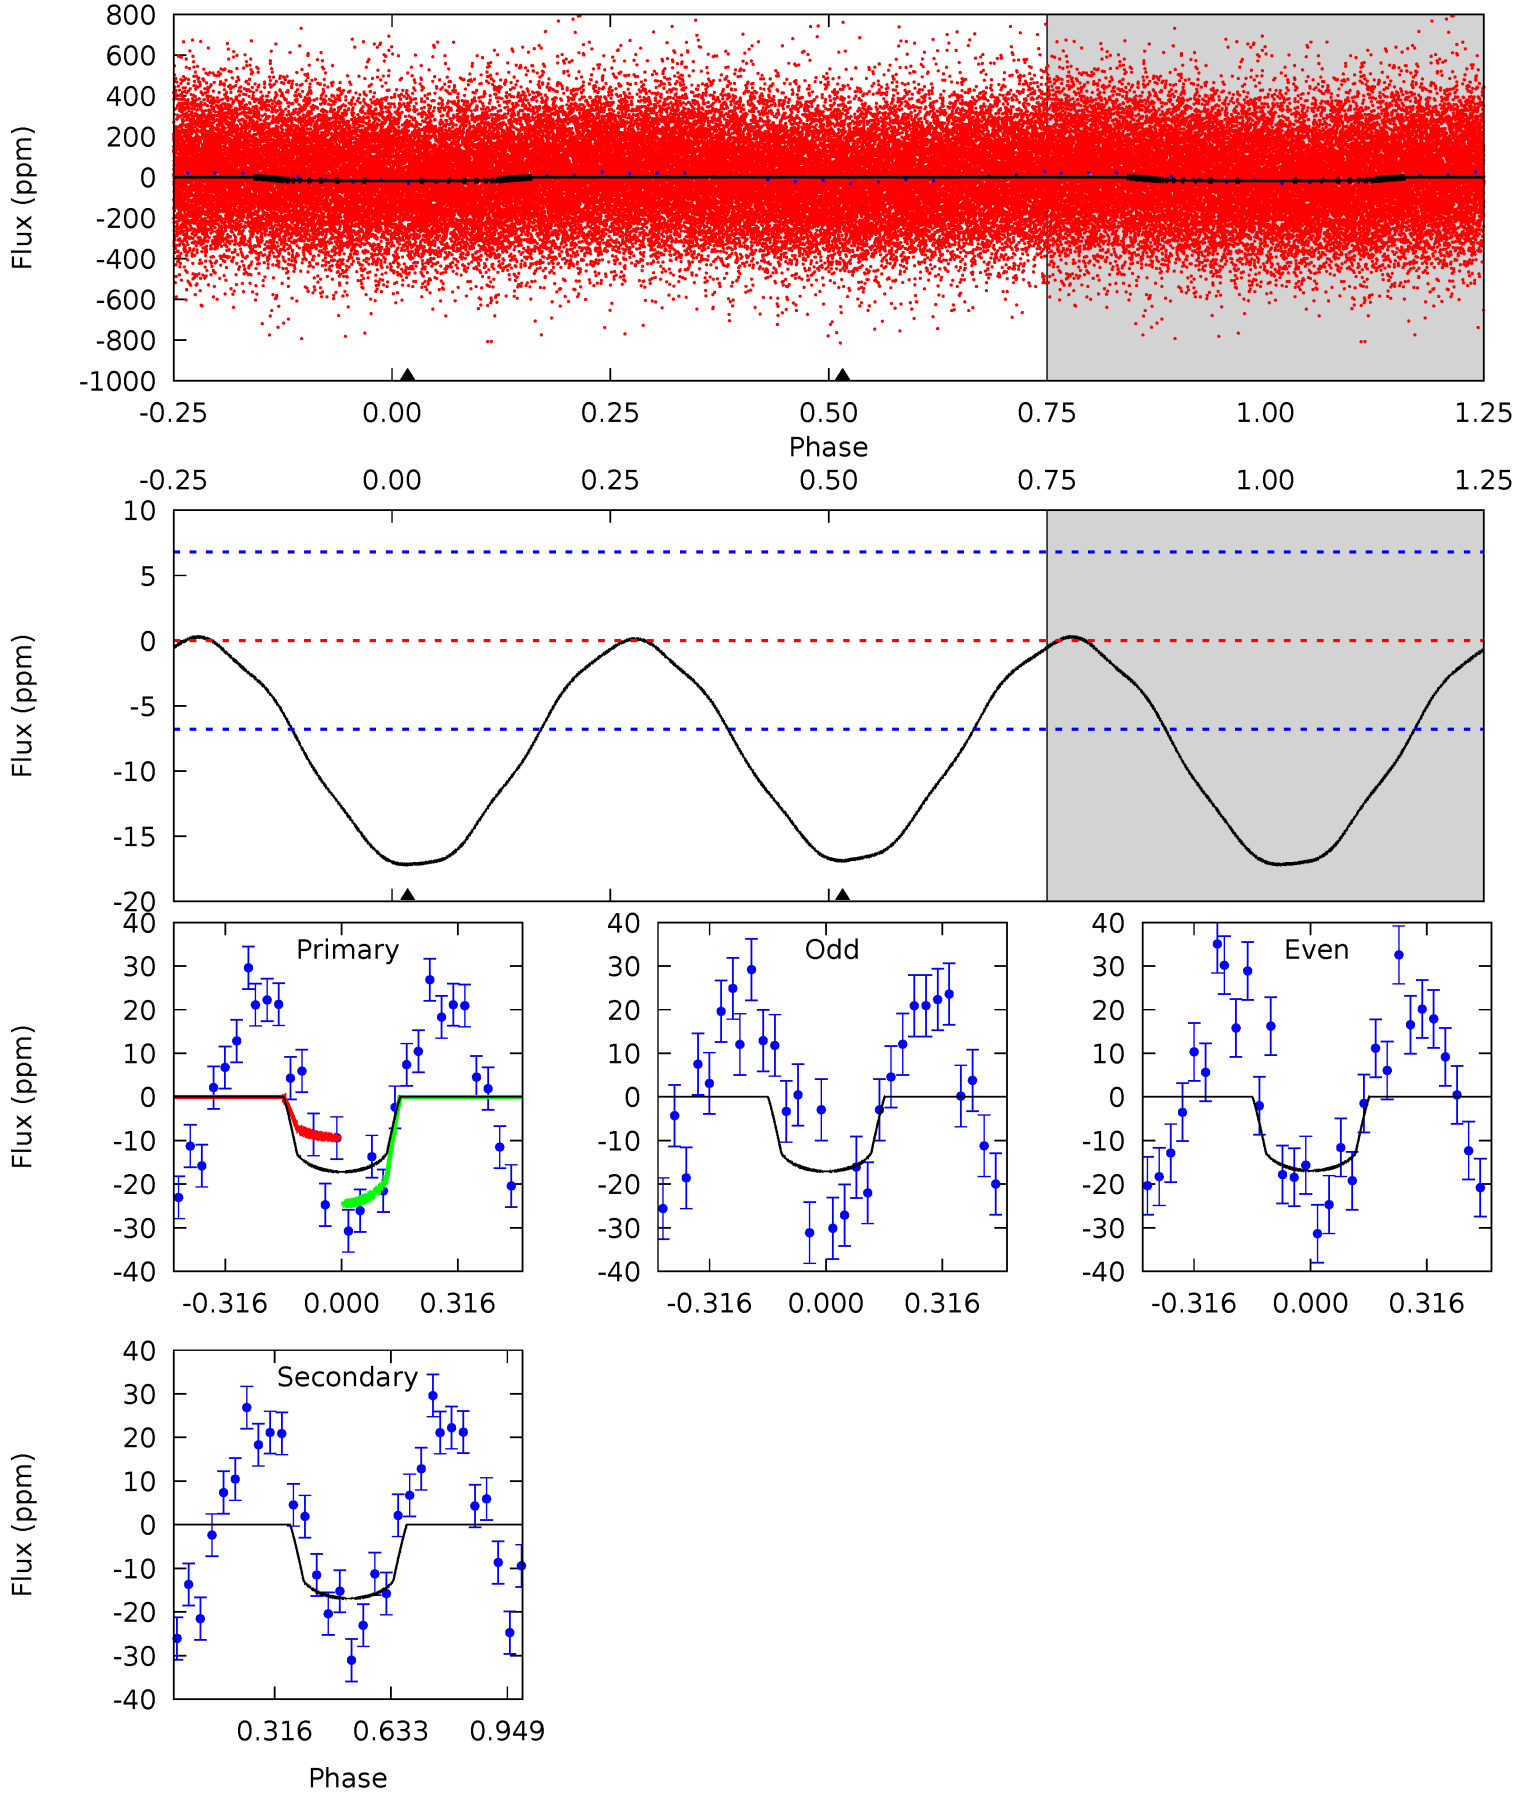 800
600
400
200
0
-200
-400
-600
-800
-1000
Flux (ppm)
-0.25 0.00 0.25 0.50 0.75 1.00 1.25
Phase
-0.25 0.00 0.25 0.50 0.75 1.00 1.25
10
5
0
-5
-10
-15
-20
Flux (ppm)
Primary Odd Even
40 40 40
30 30 30
20 20 20
10 10 10
0 0 0
-10 -10 -10
-20 -20 -20
-30 -30 -30
-40 -40 -40
Flux (ppm)
-0.316 0.000 0.316 -0.316 0.000 0.316 -0.316 0.000 0.316
Secondary
40
30
20
10
0
-10
-20
-30
-40
Flux (ppm)
0.316 0.633 0.949
Phase